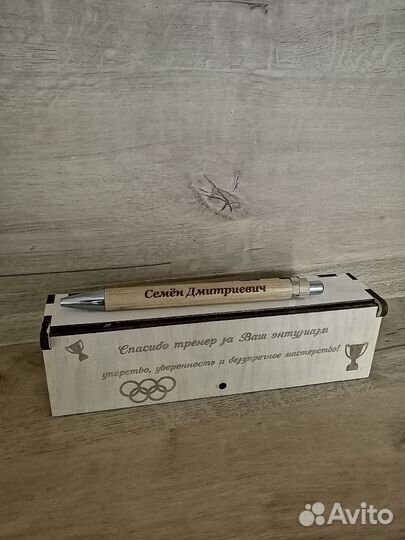 Семён Дмитриевич
Спасибо тренер за Ваш энтузиазм
упорство, уверенность и безупречное мастерство!
Avito